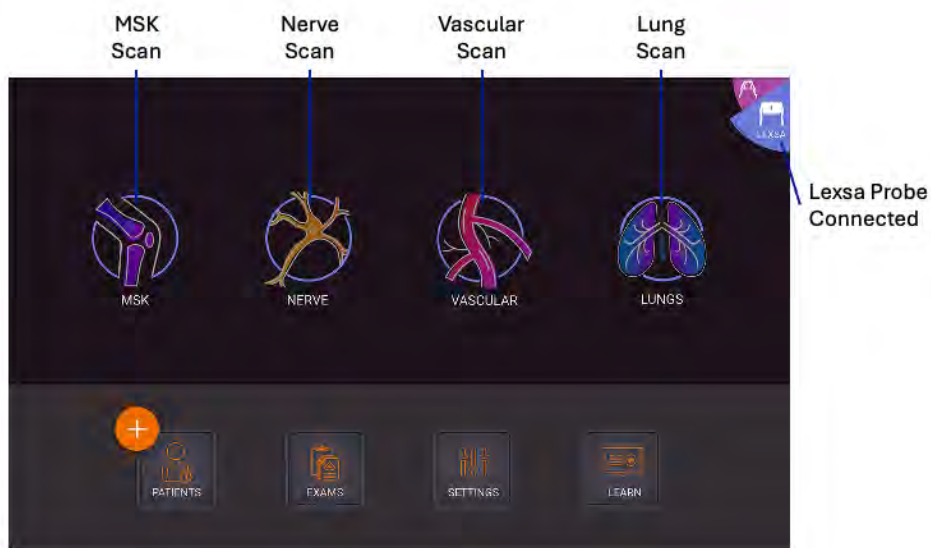 MSK
Scan
Nerve
Scan
Vascular
Scan
Lung
Scan
LEXSA
Lexsa Probe
Connected
MSK
NERVE
VASCULAR
LUNGS
PATIENTS
EXAMS
SETTINGS
LEARN